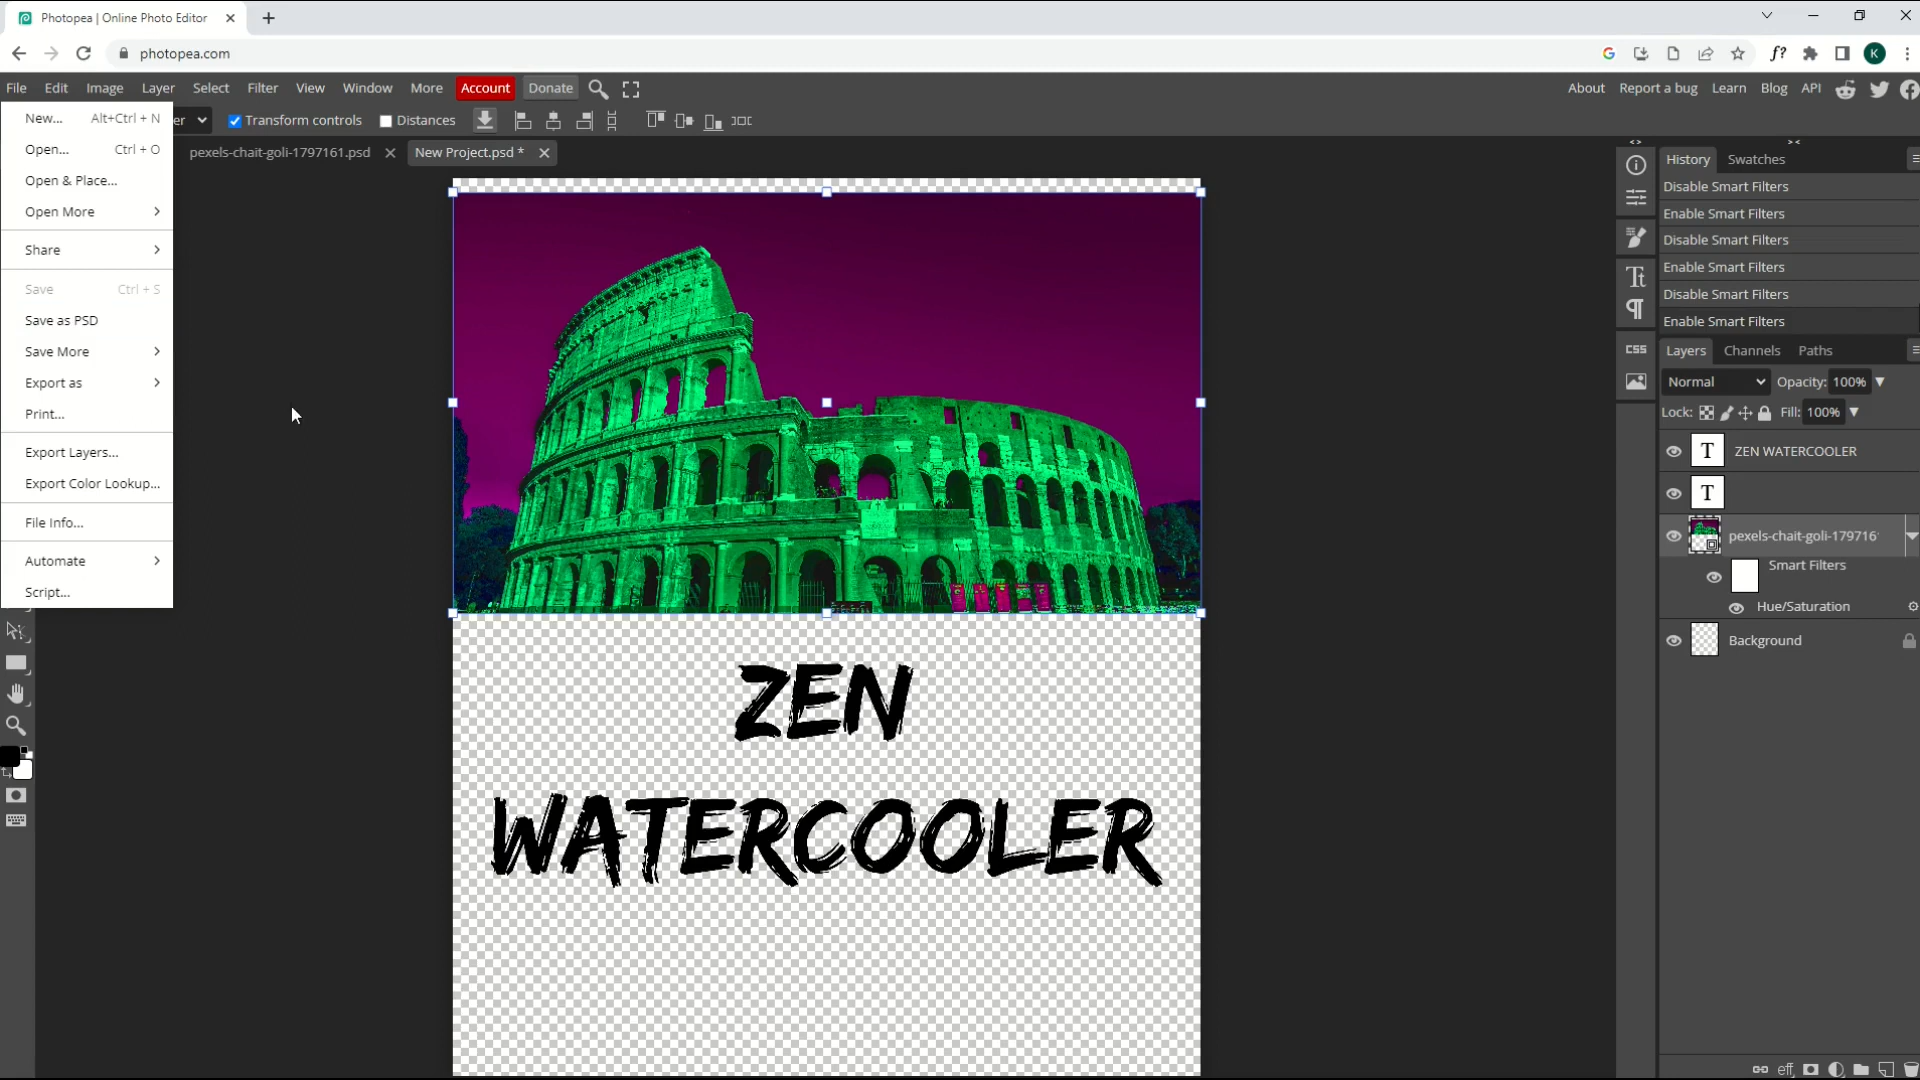 Photopea | Online Photo Editor
photopea.com
K
File Edit Image Layer Select Filter View Window More Account Donate
About Report a bug Learn Blog API
er Transform controls Distances
New... Alt+Ctrl + N
Open... Ctrl + O
Open & Place...
Open More
Share
Save Ctrl + S
Save as PSD
Save More
Export as
Print...
Export Layers...
Export Color Lookup...
File Info...
Automate
Script...
pexels-chait-goli-1797161.psd
New Project.psd *
ZEN
WATERCOOLER
CSS
History Swatches
Disable Smart Filters
Enable Smart Filters
Disable Smart Filters
Enable Smart Filters
Disable Smart Filters
Enable Smart Filters
Layers Channels Paths
Normal Opacity: 100%
Lock: Fill: 100%
T ZEN WATERCOOLER
T
pexels-chait-goli-179716
Smart Filters
Hue/Saturation
Background
eff